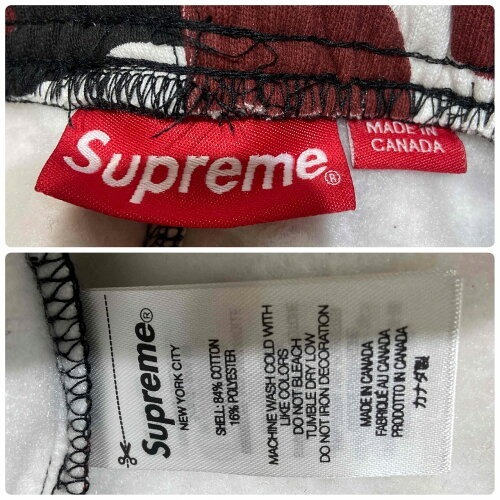 Supreme®
MADE IN
CANADA
Supreme®
NEW YORK CITY
SHELL: 84% COTTON
16% POLYESTER
MACHINE WASH COLD WITH
LIKE COLORS
DO NOT BLEACH
TUMBLE DRY LOW
DO NOT IRON DECORATION
MADE IN CANADA
FABRIQUÉ AU CANADA
PRODOTTO IN CANADA
カナダ製